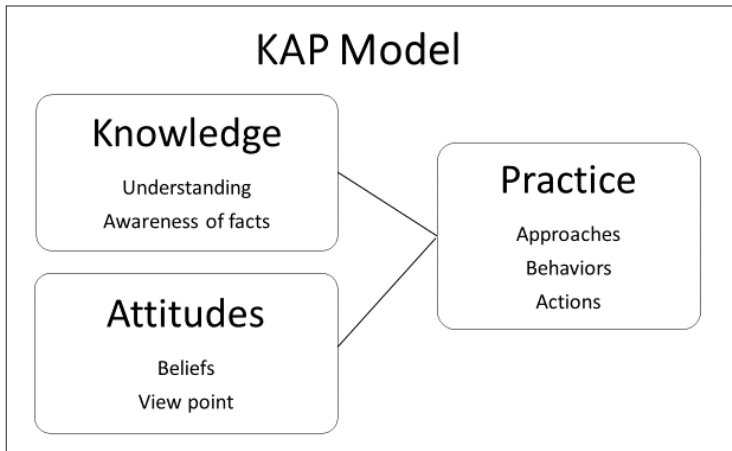 KAP Model
Knowledge
Understanding
Awareness of facts
Attitudes
Beliefs
View point
Practice
Approaches
Behaviors
Actions